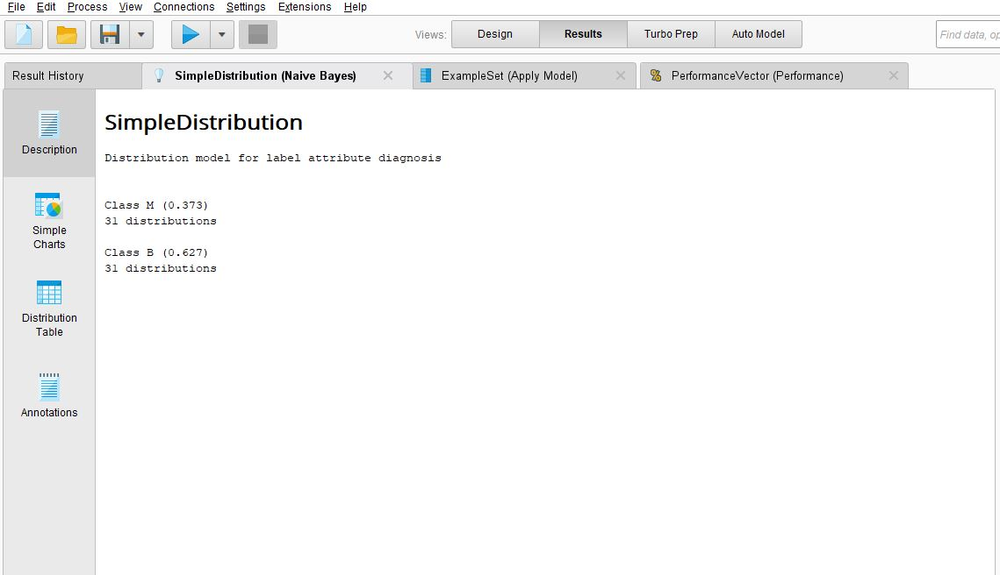 File Edit Process View Connections Settings Extensions Help
Views: Design Results Turbo Prep Auto Model Find data, op
Result History SimpleDistribution (Naive Bayes) ExampleSet (Apply Model) % PerformanceVector (Performance)
Description
Simple
Charts
Distribution
Table
Annotations
SimpleDistribution
Distribution model for label attribute diagnosis
Class M (0.373)
31 distributions
Class B (0.627)
31 distributions